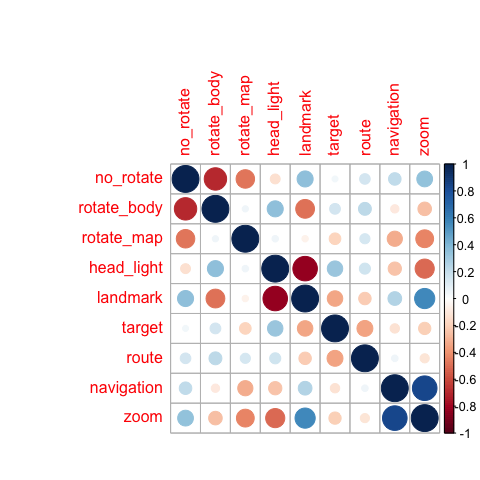 no_rotate
rotate_body
rotate_map
head_light
landmark
target
route
navigation
zoom
no_rotate
rotate_body
rotate_map
head_light
landmark
target
route
navigation
zoom
1
0.8
0.6
0.4
0.2
0
-0.2
-0.4
-0.6
-0.8
-1